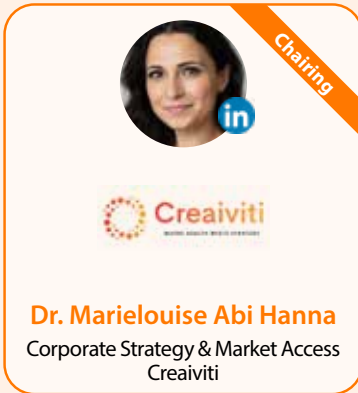 Chairing
in
Creaiviti
Dr. Marielouise Abi Hanna
Corporate Strategy & Market Access
Creaiviti